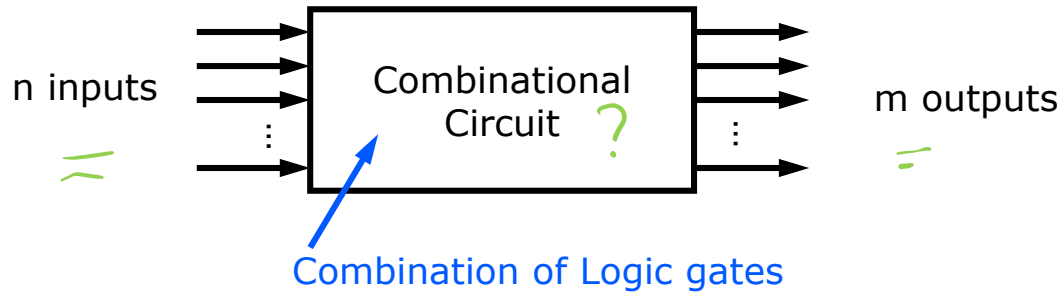 n inputs
⋮
Combinational
Circuit ?
⋮
m outputs
Combination of Logic gates